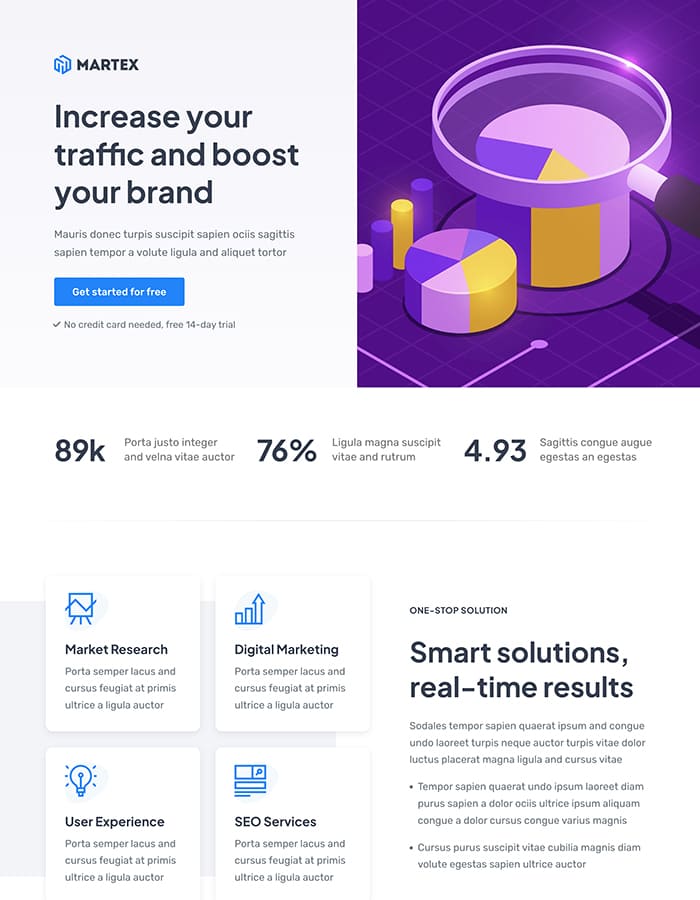 MARTEX
Increase your
traffic and boost
your brand
Mauris donec turpis suscipit sapien ociis sagittis
sapien tempor a volute ligula and aliquet tortor
Get started for free
No credit card needed, free 14-day trial
89k
Porta justo integer
and velna vitae auctor
76%
Ligula magna suscipit
vitae and rutrum
4.93
Sagittis congue augue
egestas an egestas
Market Research
Porta semper lacus and
cursus feugiat at primis
ultrice a ligula auctor
Digital Marketing
Porta semper lacus and
cursus feugiat at primis
ultrice a ligula auctor
User Experience
Porta semper lacus and
cursus feugiat at primis
ultrice a ligula auctor
SEO Services
Porta semper lacus and
cursus feugiat at primis
ultrice a ligula auctor
ONE-STOP SOLUTION
Smart solutions,
real-time results
Sodales tempor sapien quaerat ipsum and congue
undo laoreet turpis neque auctor turpis vitae dolor
luctus placerat magna ligula and cursus vitae
• Tempor sapien quaerat undo ipsum laoreet diam
purus sapien a dolor ociis ultrice ipsum aliquam
congue a dolor cursus congue varius magnis
• Cursus purus suscipit vitae cubilia magnis diam
volute egestas sapien ultrice auctor